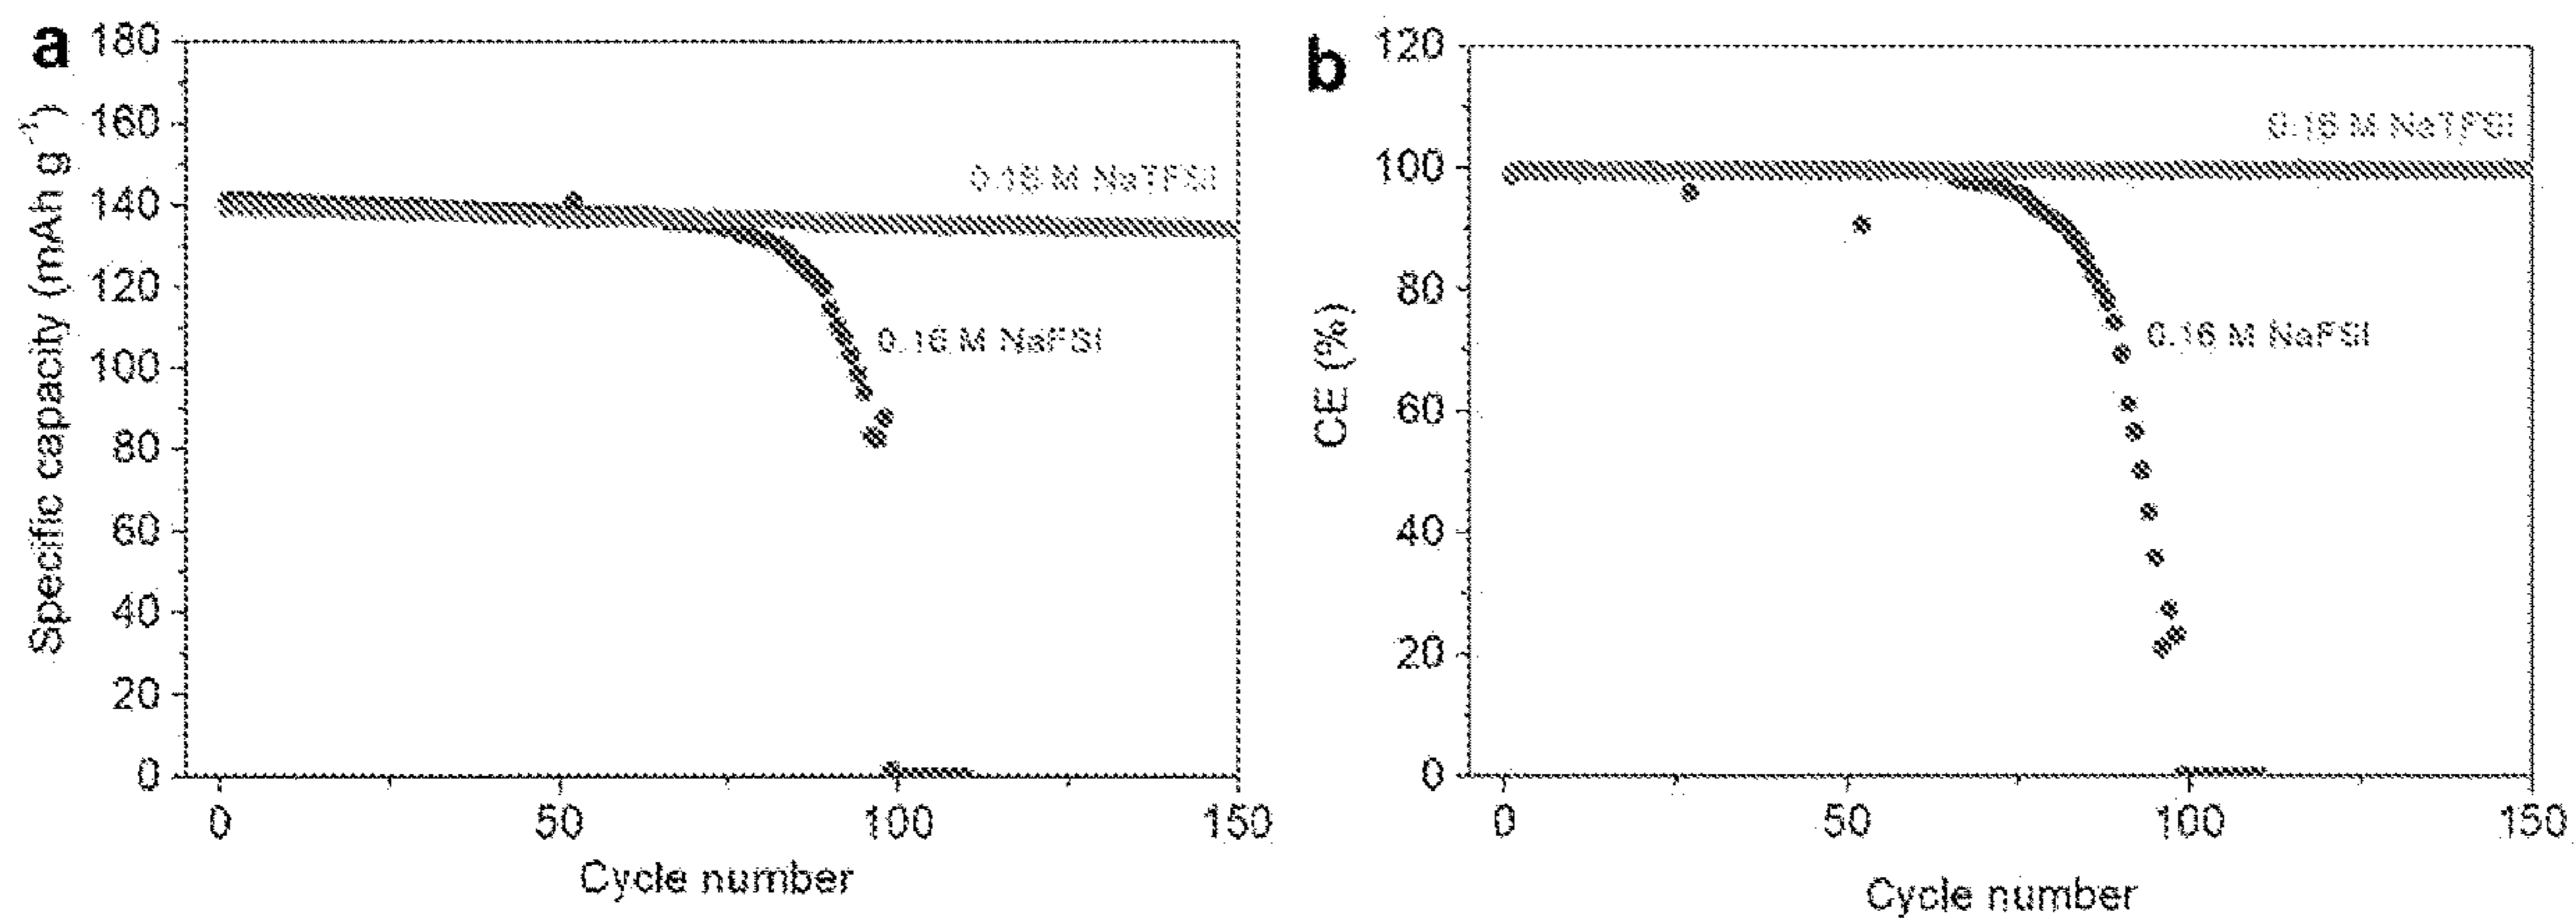 a
180
160
140
120
100
80
60
40
20
0
Specific capacity (mAh g⁻¹)
0.16 M NaTFSI
0.16 M NaFSI
0 50 100 150
Cycle number
b
120
100
80
60
40
20
0
CE (%)
0.16 M NaTFSI
0.16 M NaFSI
0 50 100 150
Cycle number